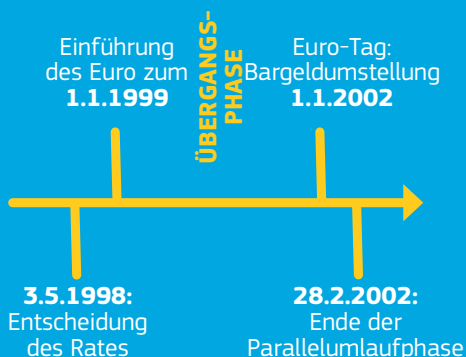 Einführung
des Euro zum
1.1.1999
ÜBERGANGS-
PHASE
Euro-Tag:
Bargeldumstellung
1.1.2002
3.5.1998:
Entscheidung
des Rates
28.2.2002:
Ende der
Parallelumlaufphase